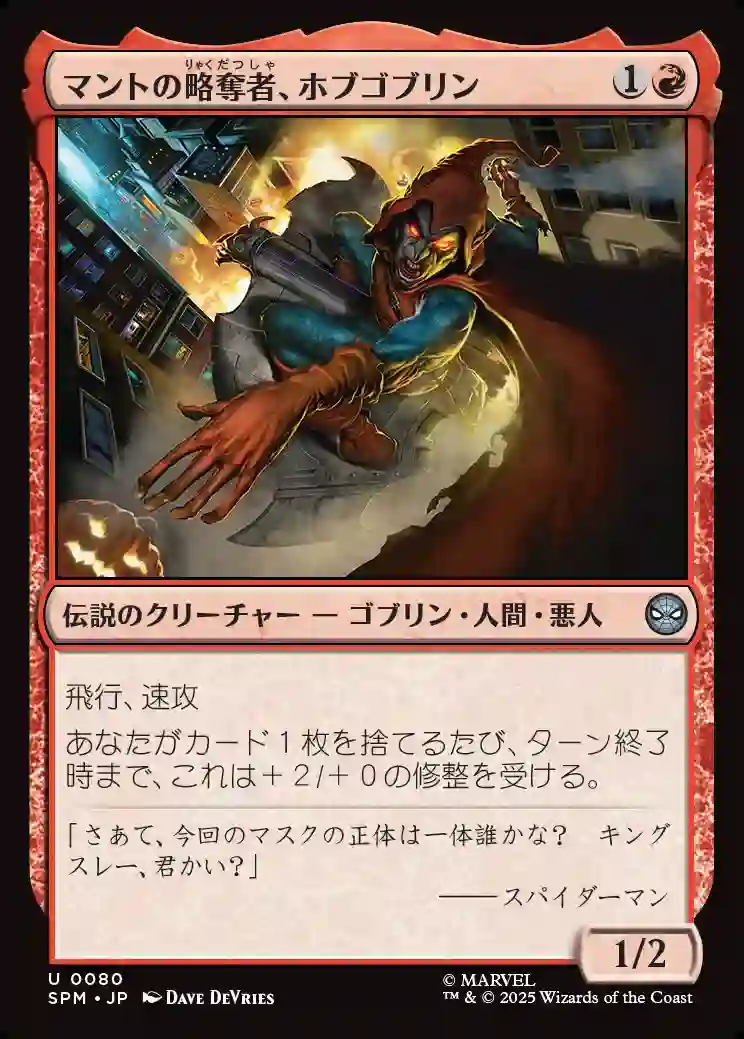 りゃくだつしゃ
マントの略奪者、ホブゴブリン 1
伝説のクリーチャー — ゴブリン・人間・悪人
飛行、速攻
あなたがカード1枚を捨てるたび、ターン終了
時まで、これは+2/+0の修整を受ける。
「さあて、今回のマスクの正体は一体誰かな? キング
スレー、君かい?」
——スパイダーマン
1/2
U 0080
SPM • JP DAVE DEVRIES
© MARVEL
™ & © 2025 Wizards of the Coast